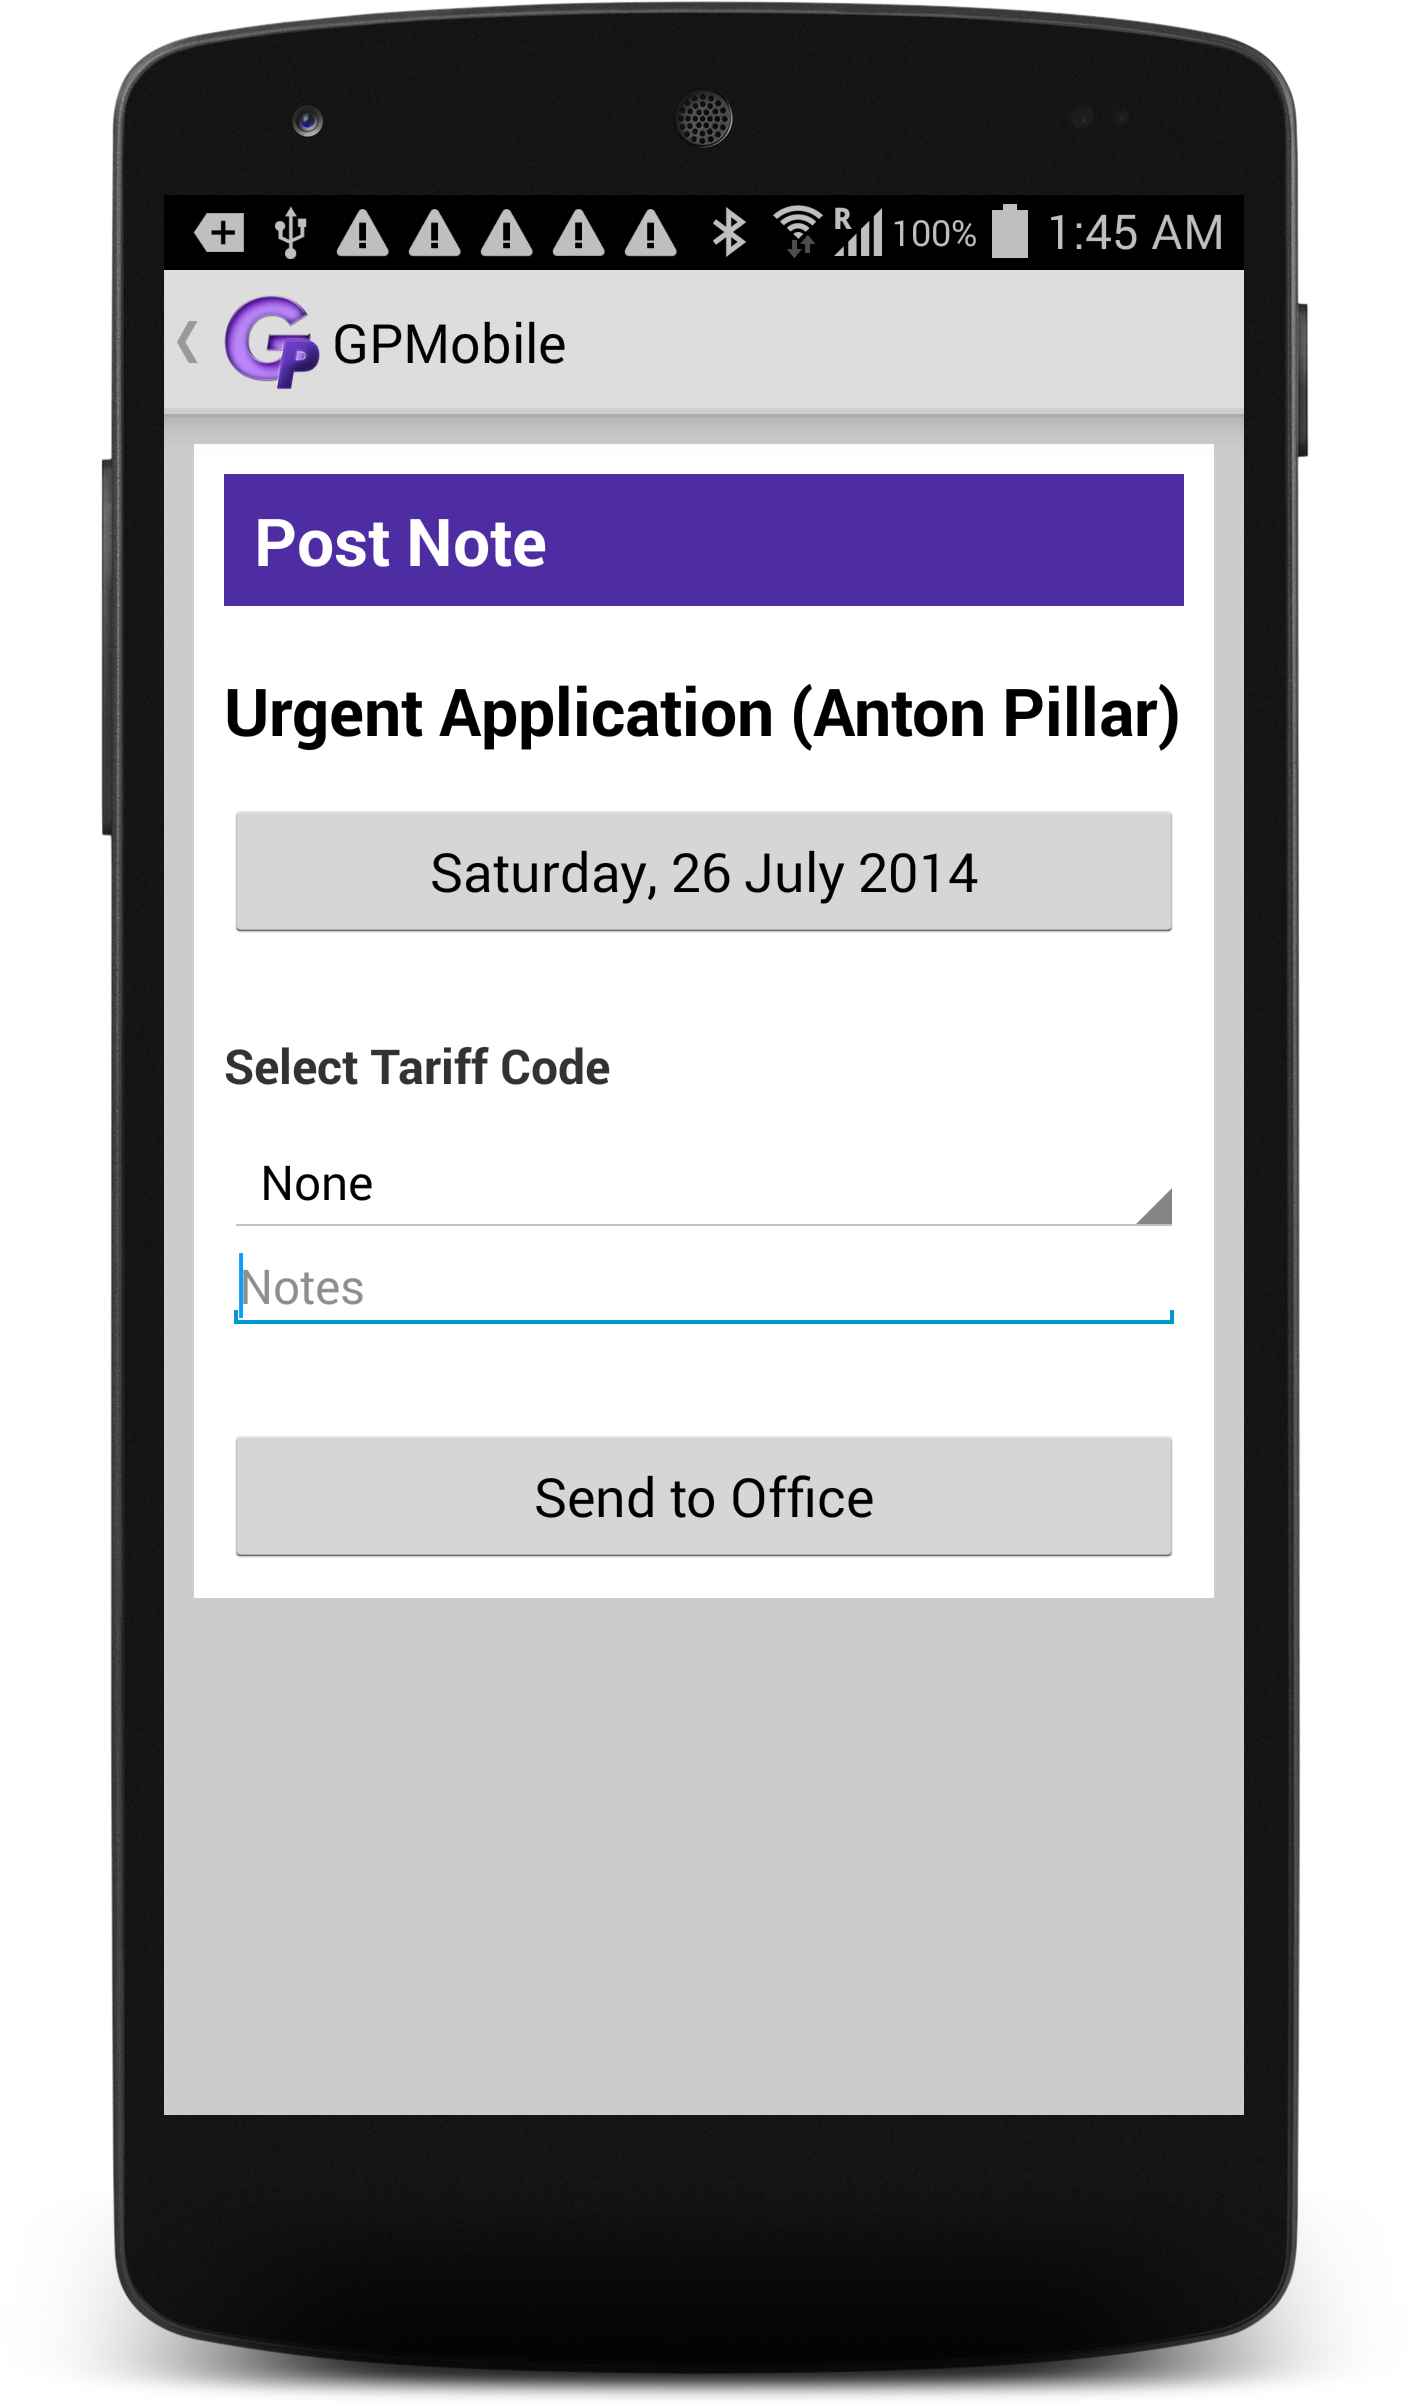 R 100% 1:45 AM
GP GPMobile
Post Note
Urgent Application (Anton Pillar)
Saturday, 26 July 2014
Select Tariff Code
None
Notes
Send to Office